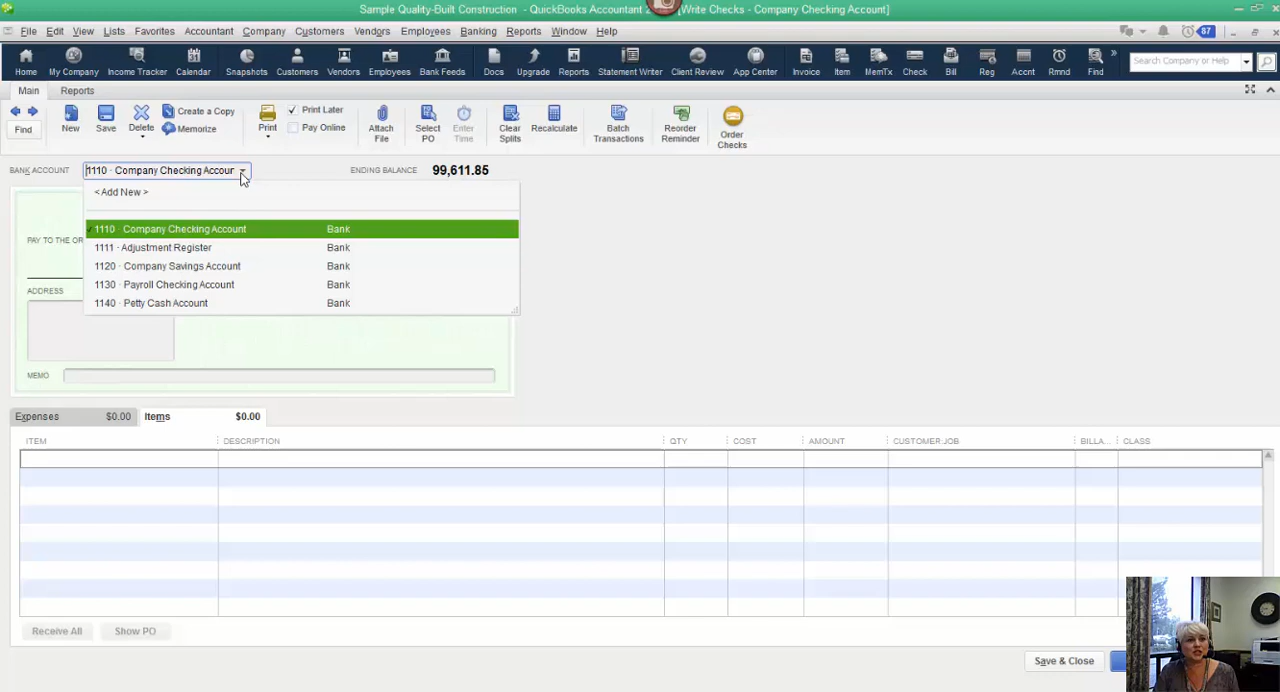 Sample Quality-Built Construction - QuickBooks Accountant 2 [Write Checks - Company Checking Account]
File Edit View Lists Favorites Accountant Company Customers Vendors Employees Banking Reports Window Help 87
Home My Company Income Tracker Calendar Snapshots Customers Vendors Employees Bank Feeds Docs Upgrade Reports Statement Writer Client Review App Center Invoice Item MemTx Check Bill Reg Accnt Rmnd Find Search Company or Help
Main Reports
Find New Save Delete Create a Copy Memorize Print Print Later Pay Online Attach File Select PO Enter Time Clear Splits Recalculate Batch Transactions Reorder Reminder Order Checks
BANK ACCOUNT 1110 · Company Checking Accour ENDING BALANCE 99,611.85
< Add New >
1110 · Company Checking Account Bank
1111 · Adjustment Register Bank
PAY TO THE OR
1120 · Company Savings Account Bank
1130 · Payroll Checking Account Bank
ADDRESS
1140 · Petty Cash Account Bank
MEMO
Expenses $0.00 Items $0.00
ITEM DESCRIPTION QTY COST AMOUNT CUSTOMER:JOB BILLA... CLASS
Receive All Show PO
Save & Close